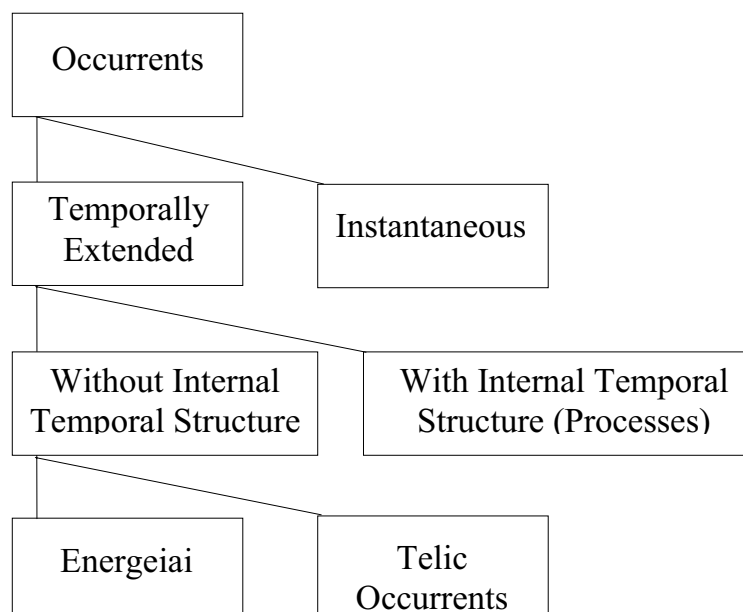 Occurrents
Temporally
Extended
Instantaneous
Without Internal
Temporal Structure
With Internal Temporal
Structure (Processes)
Energeiai
Telic
Occurrents